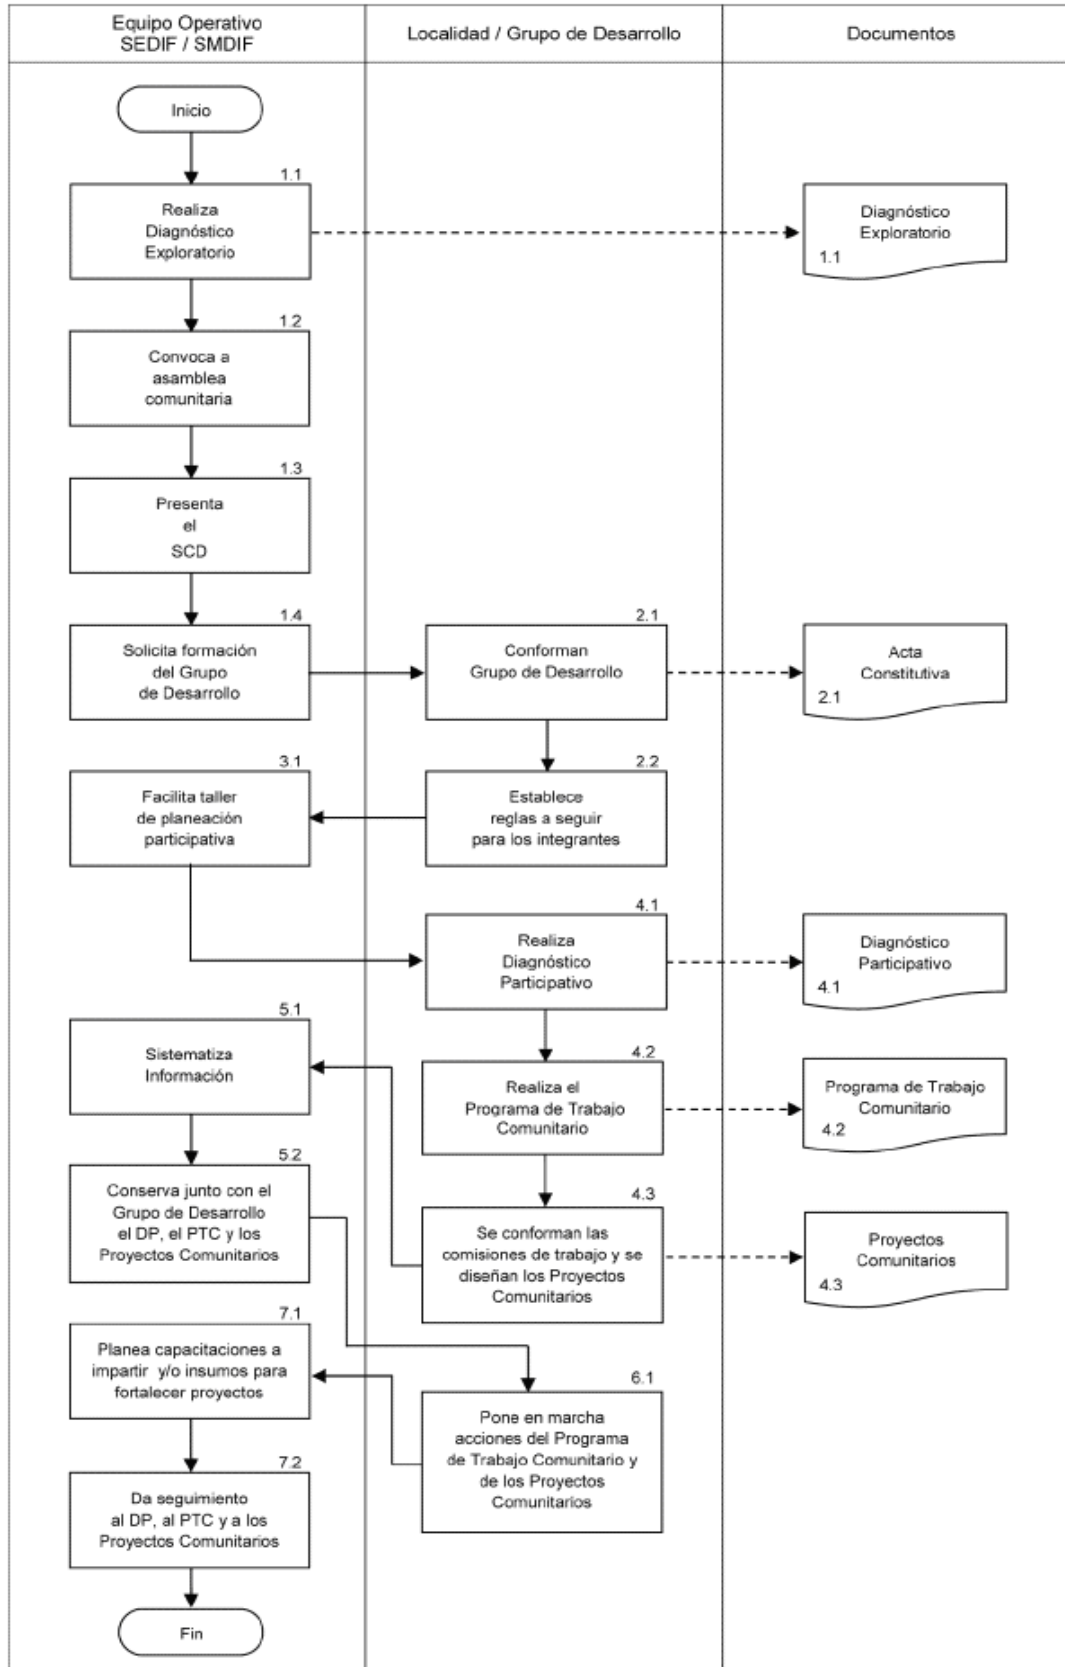 Equipo Operativo
SEDIF / SMDIF
Localidad / Grupo de Desarrollo
Documentos
Inicio
1.1
Realiza
Diagnóstico
Exploratorio
Diagnóstico
Exploratorio
1.1
1.2
Convoca a
asamblea
comunitaria
1.3
Presenta
el
SCD
1.4
Solicita formación
del Grupo
de Desarrollo
2.1
Conforman
Grupo de Desarrollo
Acta
Constitutiva
2.1
3.1
Facilita taller
de planeación
participativa
2.2
Establece
reglas a seguir
para los integrantes
4.1
Realiza
Diagnóstico
Participativo
Diagnóstico
Participativo
4.1
5.1
Sistematiza
Información
4.2
Realiza el
Programa de Trabajo
Comunitario
Programa de Trabajo
Comunitario
4.2
5.2
Conserva junto con el
Grupo de Desarrollo
el DP, el PTC y los
Proyectos Comunitarios
4.3
Se conforman las
comisiones de trabajo y se
diseñan los Proyectos
Comunitarios
Proyectos
Comunitarios
4.3
7.1
Planea capacitaciones a
impartir y/o insumos para
fortalecer proyectos
6.1
Pone en marcha
acciones del Programa
de Trabajo Comunitario y
de los Proyectos
Comunitarios
7.2
Da seguimiento
al DP, al PTC y a los
Proyectos Comunitarios
Fin